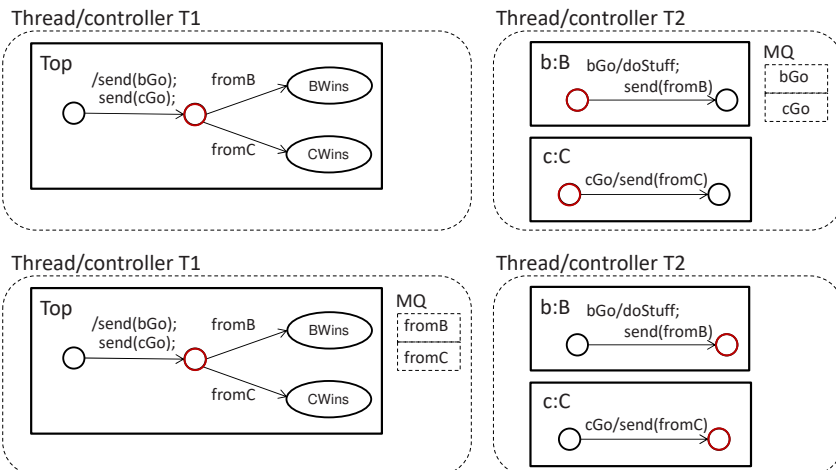 Thread/controller T1
Top
/send(bGo);
send(cGo);
fromB
BWins
fromC
CWins
Thread/controller T2
b:B
bGo/doStuff;
send(fromB)
MQ
bGo
cGo
c:C
cGo/send(fromC)
Thread/controller T1
Top
/send(bGo);
send(cGo);
fromB
BWins
fromC
CWins
MQ
fromB
fromC
Thread/controller T2
b:B
bGo/doStuff;
send(fromB)
c:C
cGo/send(fromC)